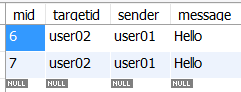 mid targetid sender message
6 user02 user01 Hello
7 user02 user01 Hello
NULL NULL NULL NULL